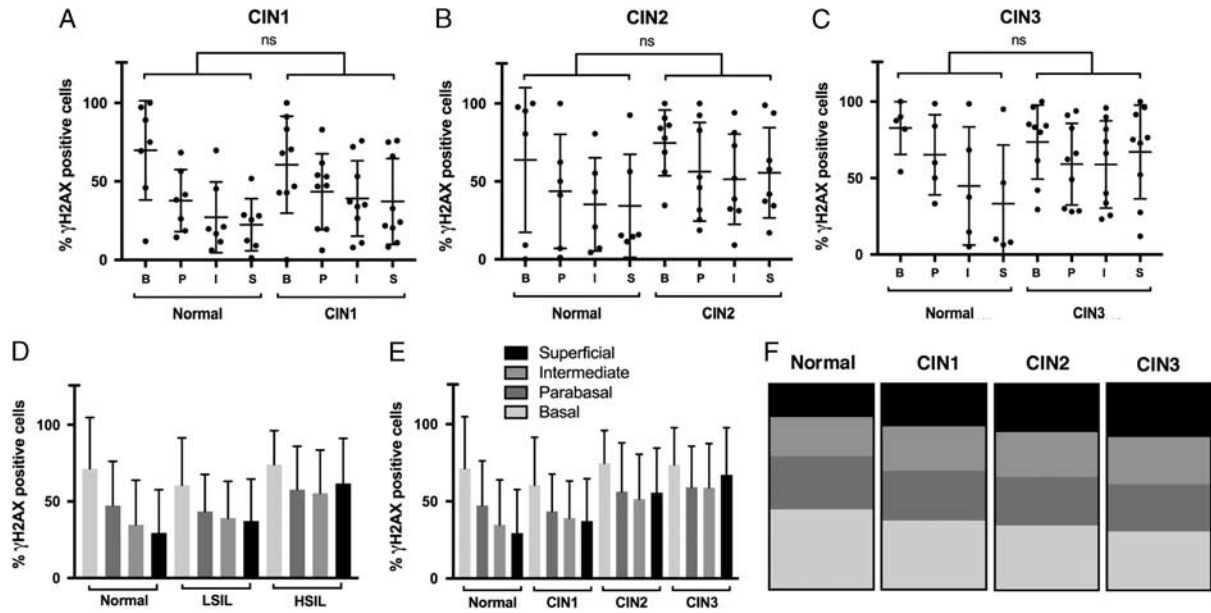 A
CIN1
ns
% γH2AX positive cells
100
50
0
B P I S B P I S
Normal CIN1
B
CIN2
ns
% γH2AX positive cells
100
50
0
B P I S B P I S
Normal CIN2
C
CIN3
ns
% γH2AX positive cells
100
50
0
B P I S B P I S
Normal CIN3
D
% γH2AX positive cells
100
50
0
Normal LSIL HSIL
E
Superficial
Intermediate
Parabasal
Basal
% γH2AX positive cells
100
50
0
Normal CIN1 CIN2 CIN3
F
Normal CIN1 CIN2 CIN3